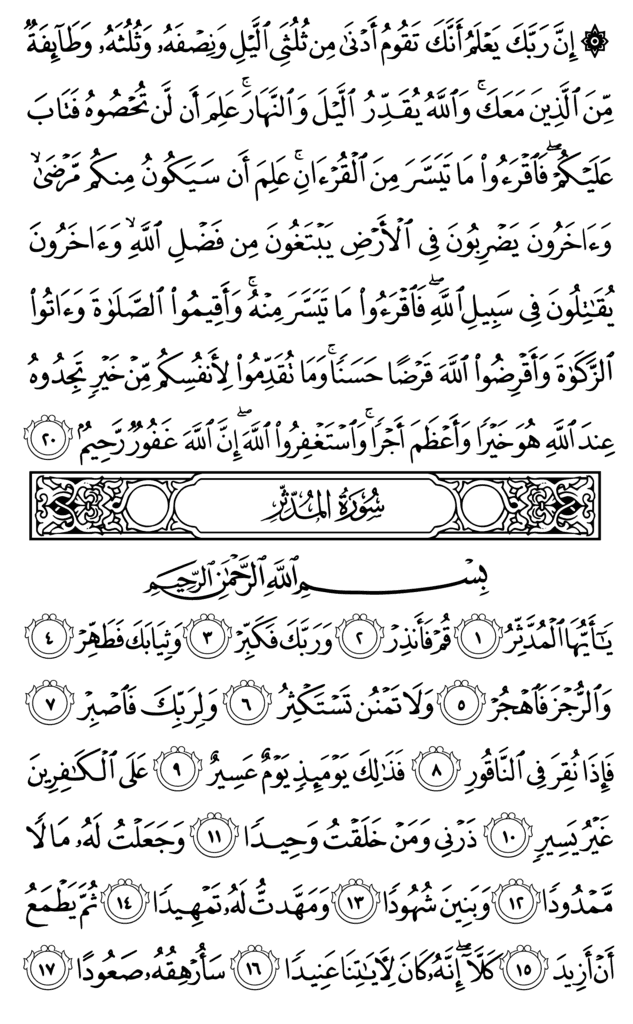 ۞ إِنَّ رَبَّكَ يَعۡلَمُ أَنَّكَ تَقُومُ أَدۡنَىٰ مِن ثُلُثَيِ ٱلَّيۡلِ وَنِصۡفَهُۥ وَثُلُثَهُۥ وَطَآئِفَةٞ
مِّنَ ٱلَّذِينَ مَعَكَۚ وَٱللَّهُ يُقَدِّرُ ٱلَّيۡلَ وَٱلنَّهَارَۚ عَلِمَ أَن لَّن تُحۡصُوهُ فَتَابَ
عَلَيۡكُمۡۖ فَٱقۡرَءُواْ مَا تَيَسَّرَ مِنَ ٱلۡقُرۡءَانِۚ عَلِمَ أَن سَيَكُونُ مِنكُم مَّرۡضَىٰ
وَءَاخَرُونَ يَضۡرِبُونَ فِي ٱلۡأَرۡضِ يَبۡتَغُونَ مِن فَضۡلِ ٱللَّهِ وَءَاخَرُونَ
يُقَٰتِلُونَ فِي سَبِيلِ ٱللَّهِۖ فَٱقۡرَءُواْ مَا تَيَسَّرَ مِنۡهُۚ وَأَقِيمُواْ ٱلصَّلَوٰةَ وَءَاتُواْ
ٱلزَّكَوٰةَ وَأَقۡرِضُواْ ٱللَّهَ قَرۡضًا حَسَنٗاۚ وَمَا تُقَدِّمُواْ لِأَنفُسِكُم مِّنۡ خَيۡرٖ تَجِدُوهُ
عِندَ ٱللَّهِ هُوَ خَيۡرٗا وَأَعۡظَمَ أَجۡرٗاۚ وَٱسۡتَغۡفِرُواْ ٱللَّهَۖ إِنَّ ٱللَّهَ غَفُورٞ رَّحِيمُۢ ٢٠
سُورَةُ المُدَّثِّرِ
بِسۡمِ ٱللَّهِ ٱلرَّحۡمَٰنِ ٱلرَّحِيمِ
يَٰٓأَيُّهَا ٱلۡمُدَّثِّرُ ١ قُمۡ فَأَنذِرۡ ٢ وَرَبَّكَ فَكَبِّرۡ ٣ وَثِيَابَكَ فَطَهِّرۡ ٤
وَٱلرُّجۡزَ فَٱهۡجُرۡ ٥ وَلَا تَمۡنُن تَسۡتَكۡثِرُ ٦ وَلِرَبِّكَ فَٱصۡبِرۡ ٧
فَإِذَا نُقِرَ فِي ٱلنَّاقُورِ ٨ فَذَٰلِكَ يَوۡمَئِذٖ يَوۡمٌ عَسِيرٌ ٩ عَلَى ٱلۡكَٰفِرِينَ
غَيۡرُ يَسِيرٖ ١٠ ذَرۡنِي وَمَنۡ خَلَقۡتُ وَحِيدٗا ١١ وَجَعَلۡتُ لَهُۥ مَالٗا
مَّمۡدُودٗا ١٢ وَبَنِينَ شُهُودٗا ١٣ وَمَهَّدتُّ لَهُۥ تَمۡهِيدٗا ١٤ ثُمَّ يَطۡمَعُ
أَنۡ أَزِيدَ ١٥ كَلَّآۖ إِنَّهُۥ كَانَ لِأٓيَٰتِنَا عَنِيدٗا ١٦ سَأُرۡهِقُهُۥ صَعُودًا ١٧